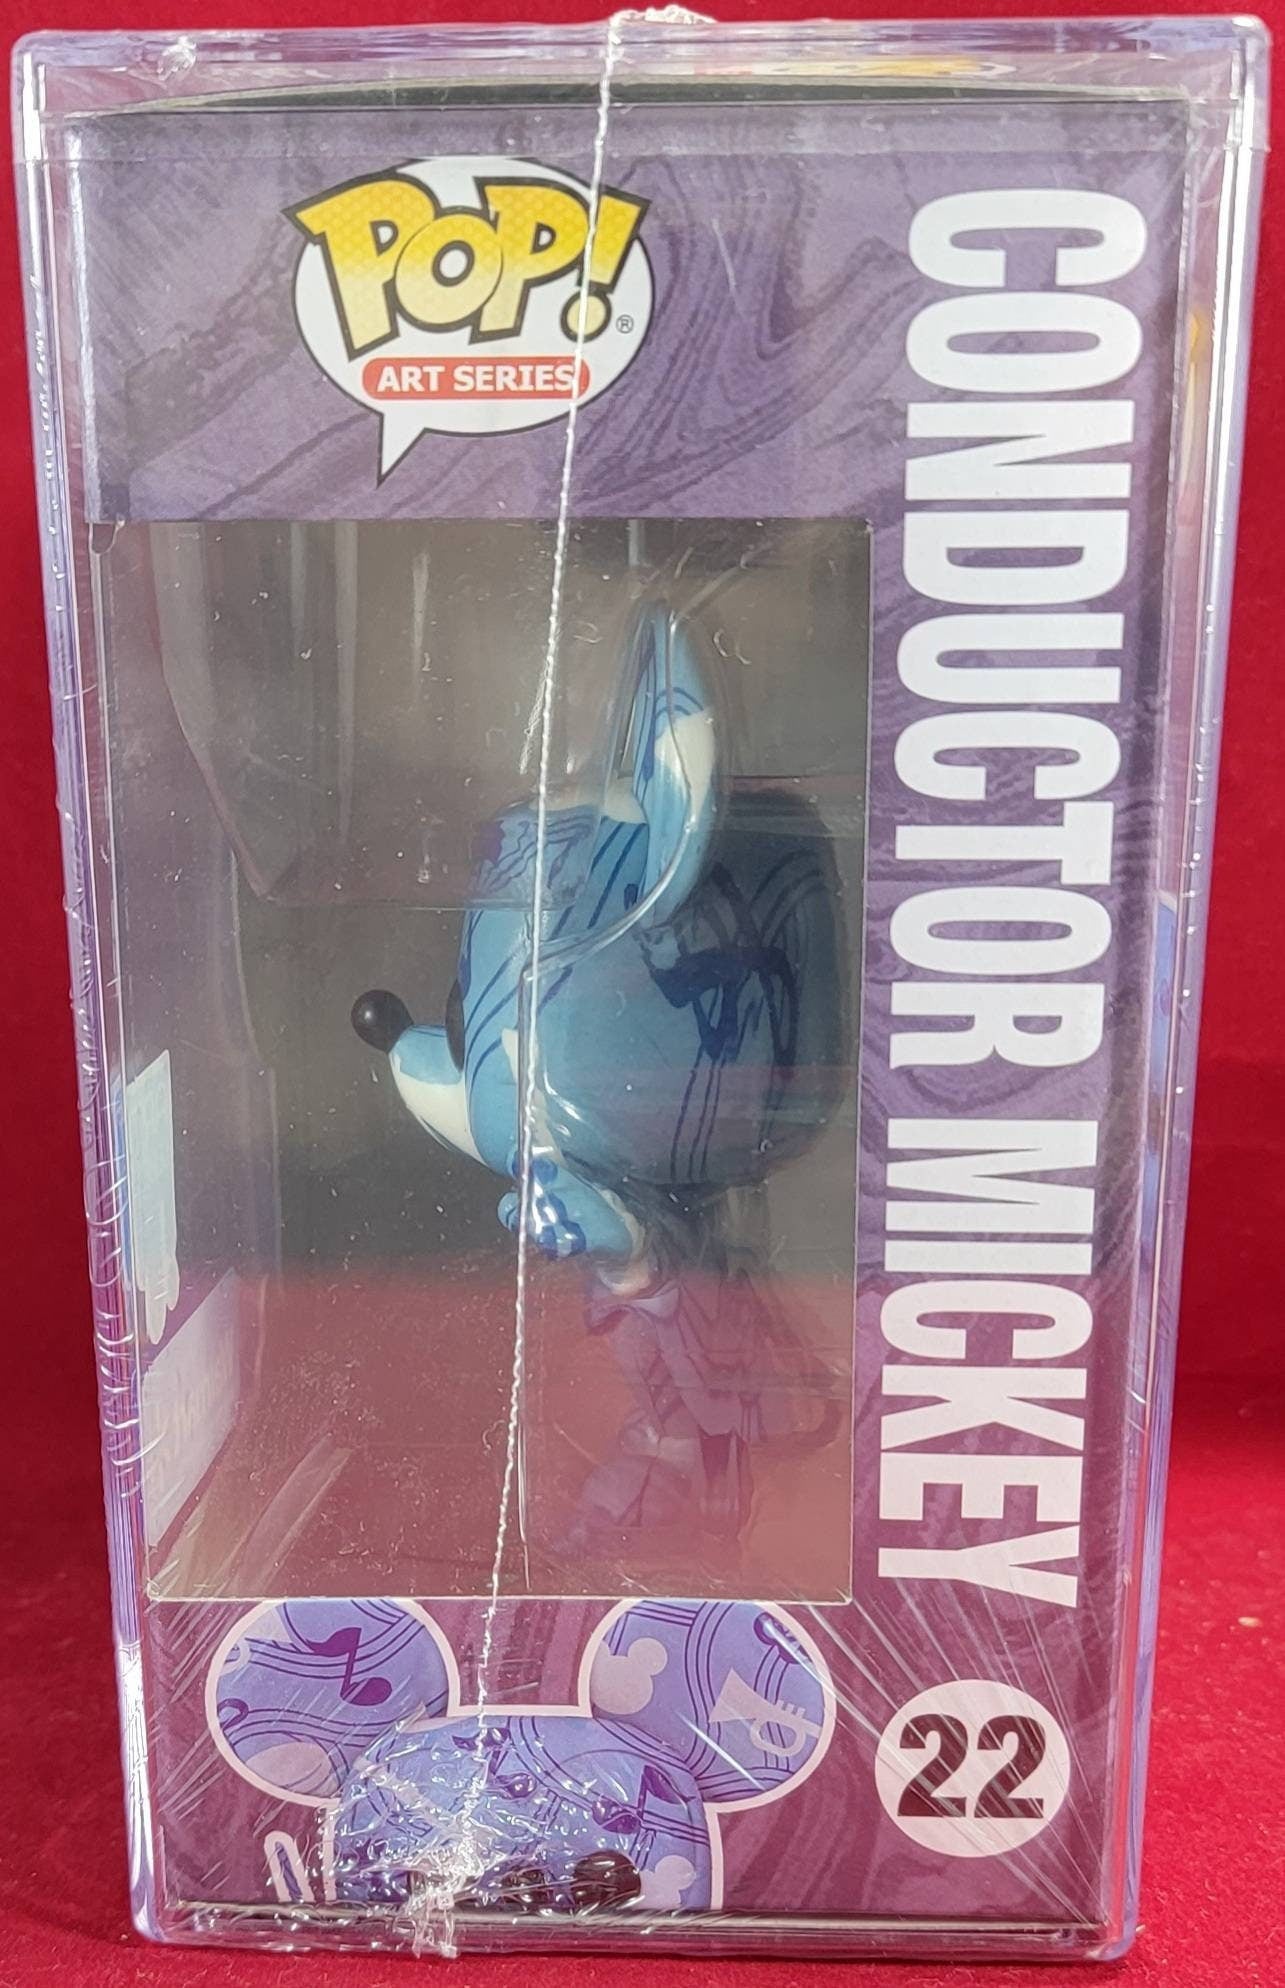 POP!®
ART SERIES
CONDUCTOR MICKEY
22